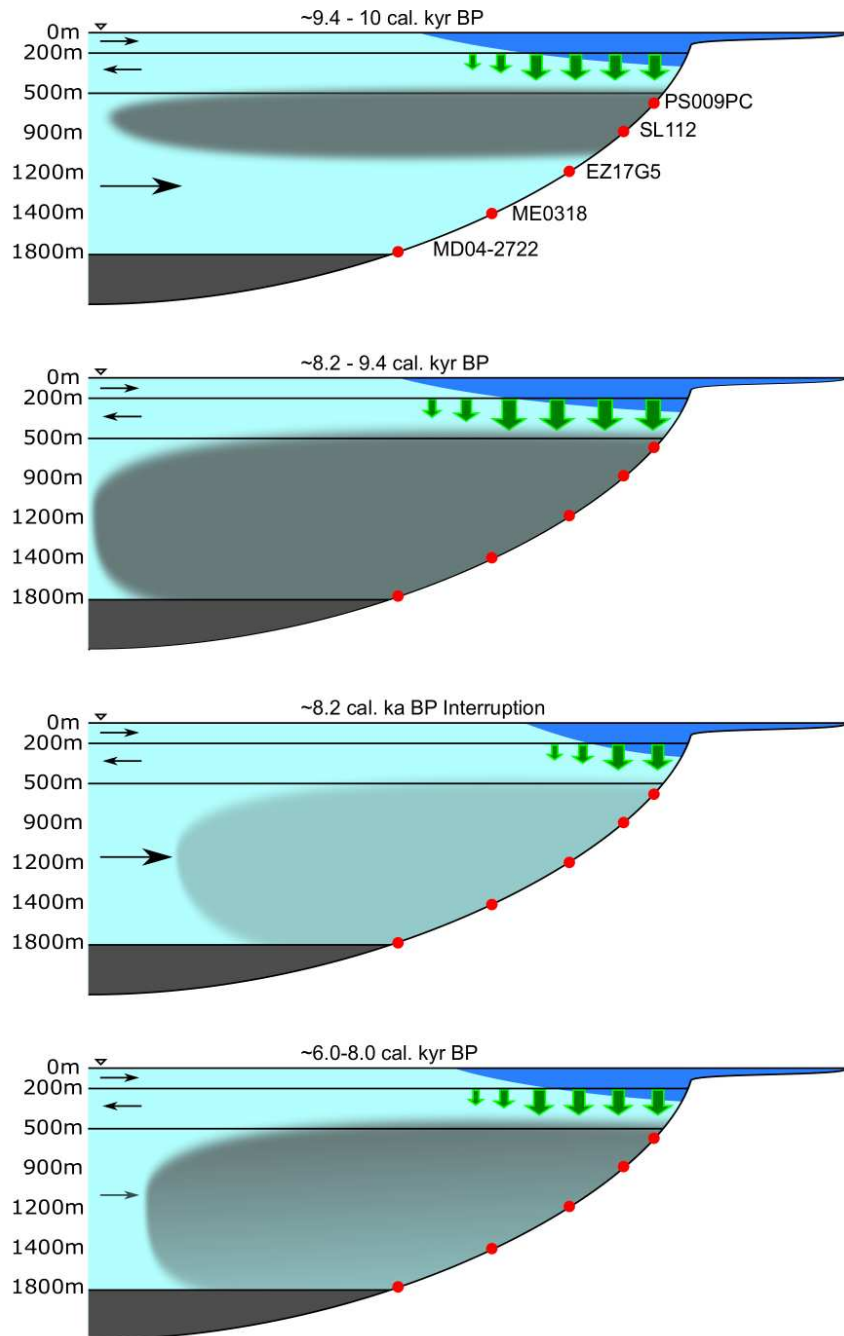 ~9.4 - 10 cal. kyr BP
0m
200m
500m
900m
1200m
1400m
1800m
PS009PC
SL112
EZ17G5
ME0318
MD04-2722
~8.2 - 9.4 cal. kyr BP
0m
200m
500m
900m
1200m
1400m
1800m
~8.2 cal. ka BP Interruption
0m
200m
500m
900m
1200m
1400m
1800m
~6.0-8.0 cal. kyr BP
0m
200m
500m
900m
1200m
1400m
1800m